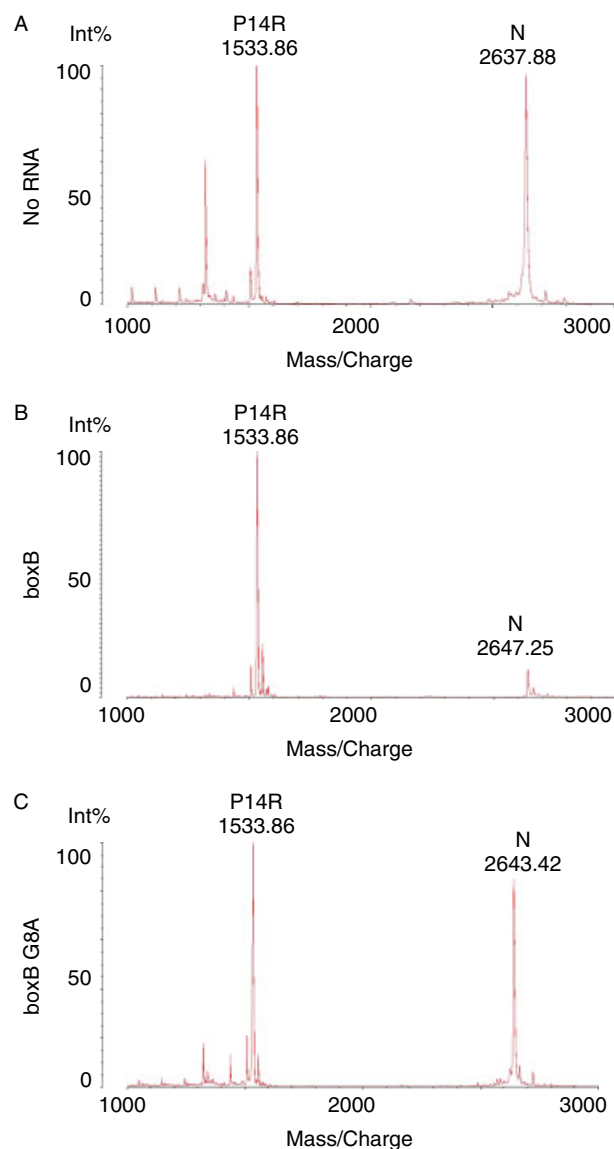 A
Int%
P14R
1533.86
N
2637.88
100
50
0
No RNA
1000
2000
3000
Mass/Charge
B
Int%
P14R
1533.86
100
50
0
boxB
N
2647.25
1000
2000
3000
Mass/Charge
C
Int%
P14R
1533.86
N
2643.42
100
50
0
boxB G8A
1000
2000
3000
Mass/Charge